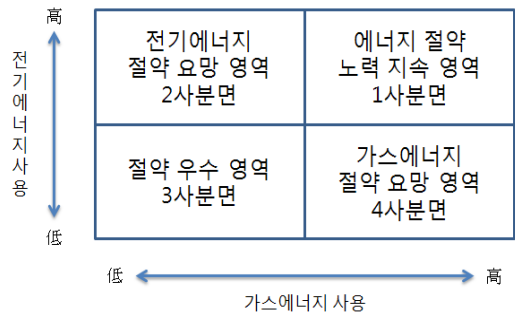 高
전기에너지사용
低
전기에너지
절약 요망 영역
2사분면
에너지 절약
노력 지속 영역
1사분면
절약 우수 영역
3사분면
가스에너지
절약 요망 영역
4사분면
低
高
가스에너지 사용